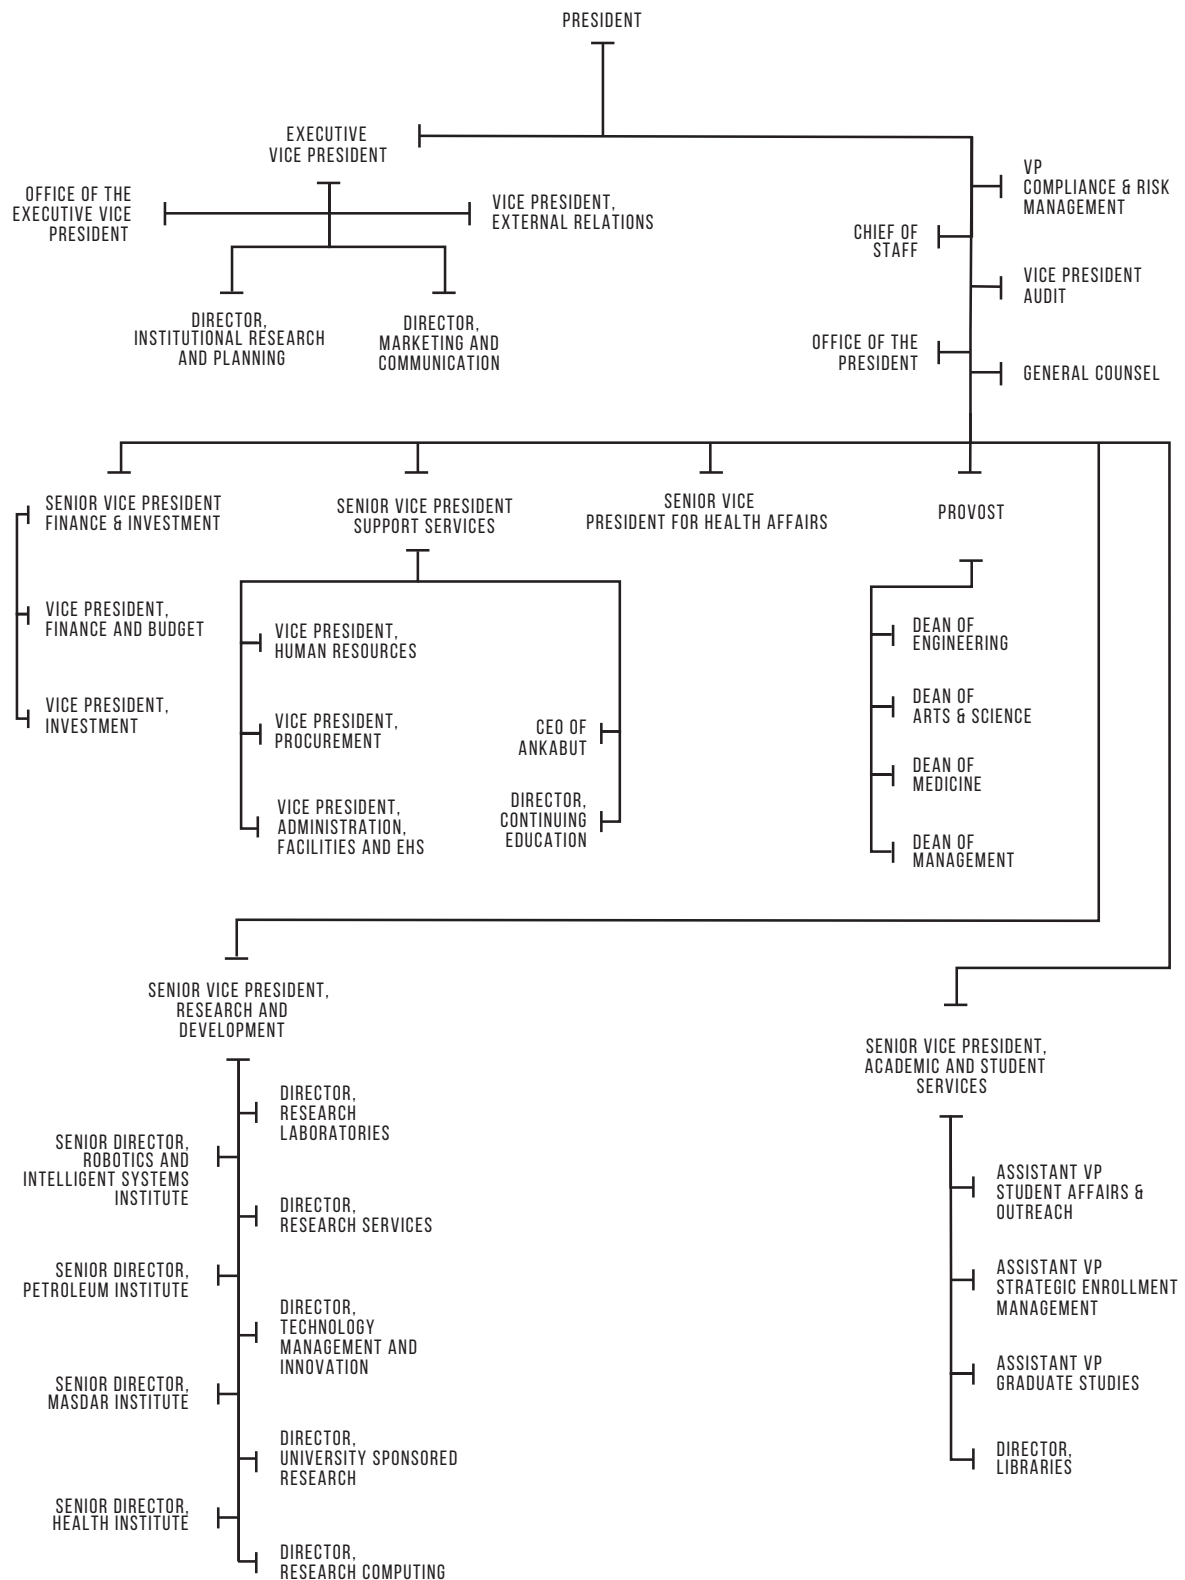 PRESIDENT
EXECUTIVE
VICE PRESIDENT
OFFICE OF THE
EXECUTIVE VICE
PRESIDENT
VICE PRESIDENT,
EXTERNAL RELATIONS
DIRECTOR,
INSTITUTIONAL RESEARCH
AND PLANNING
DIRECTOR,
MARKETING AND
COMMUNICATION
VP
COMPLIANCE & RISK
MANAGEMENT
CHIEF OF
STAFF
VICE PRESIDENT
AUDIT
OFFICE OF THE
PRESIDENT
GENERAL COUNSEL
SENIOR VICE PRESIDENT
FINANCE & INVESTMENT
VICE PRESIDENT,
FINANCE AND BUDGET
VICE PRESIDENT,
INVESTMENT
SENIOR VICE PRESIDENT
SUPPORT SERVICES
VICE PRESIDENT,
HUMAN RESOURCES
VICE PRESIDENT,
PROCUREMENT
VICE PRESIDENT,
ADMINISTRATION,
FACILITIES AND EHS
CEO OF
ANKABUT
DIRECTOR,
CONTINUING
EDUCATION
SENIOR VICE
PRESIDENT FOR HEALTH AFFAIRS
PROVOST
DEAN OF
ENGINEERING
DEAN OF
ARTS & SCIENCE
DEAN OF
MEDICINE
DEAN OF
MANAGEMENT
SENIOR VICE PRESIDENT,
RESEARCH AND
DEVELOPMENT
DIRECTOR,
RESEARCH
LABORATORIES
SENIOR DIRECTOR,
ROBOTICS AND
INTELLIGENT SYSTEMS
INSTITUTE
DIRECTOR,
RESEARCH SERVICES
SENIOR DIRECTOR,
PETROLEUM INSTITUTE
DIRECTOR,
TECHNOLOGY
MANAGEMENT AND
INNOVATION
SENIOR DIRECTOR,
MASDAR INSTITUTE
DIRECTOR,
UNIVERSITY SPONSORED
RESEARCH
SENIOR DIRECTOR,
HEALTH INSTITUTE
DIRECTOR,
RESEARCH COMPUTING
SENIOR VICE PRESIDENT,
ACADEMIC AND STUDENT
SERVICES
ASSISTANT VP
STUDENT AFFAIRS &
OUTREACH
ASSISTANT VP
STRATEGIC ENROLLMENT
MANAGEMENT
ASSISTANT VP
GRADUATE STUDIES
DIRECTOR,
LIBRARIES